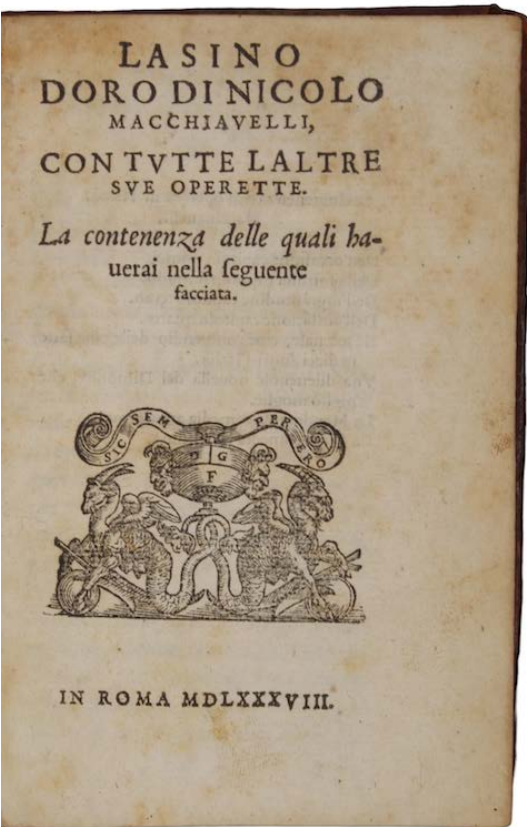 LASINO
DORO DI NICOLO
MACCHIAVELLI,
CON TVTTE LALTRE
SVE OPERETTE.
La contenenza delle quali ha-
uerai nella ſeguente
facciata.
SIC SEM PER ERO
D G
F
IN ROMA MDLXXXVIII.